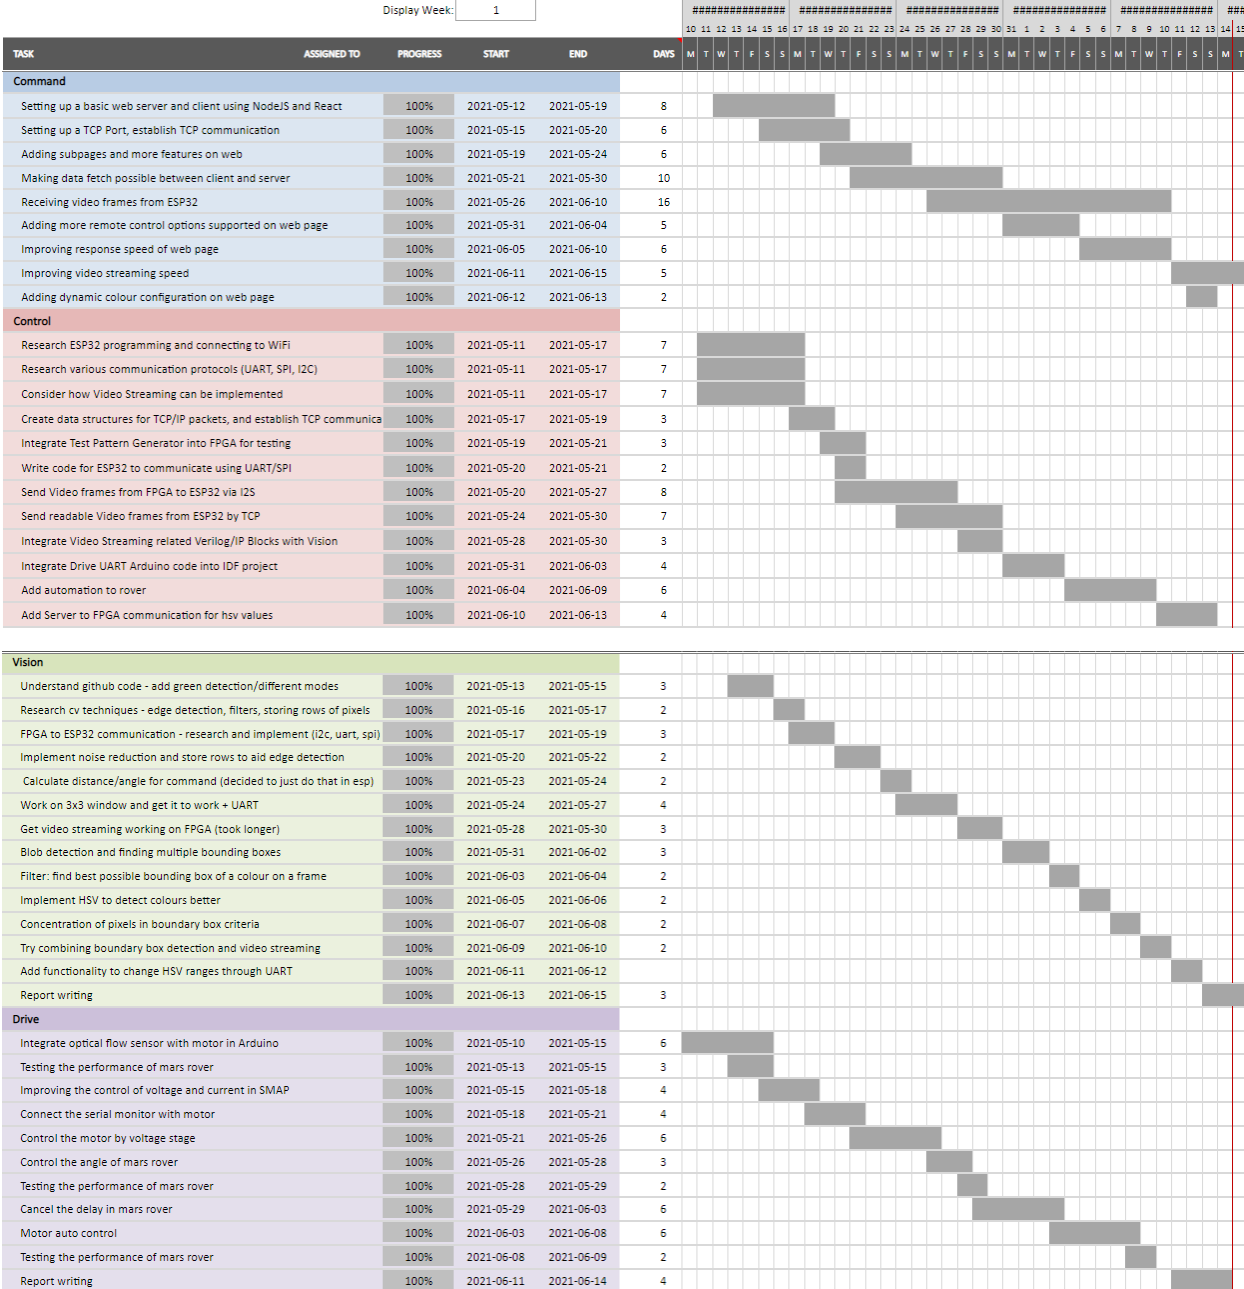 Display Week: 1
############### ############### ############### ############### ############### ###
10 11 12 13 14 15 16 17 18 19 20 21 22 23 24 25 26 27 28 29 30 31 1 2 3 4 5 6 7 8 9 10 11 12 13 14 15
TASK ASSIGNED TO PROGRESS START END DAYS M T W T F S S M T W T F S S M T W T F S S M T W T F S S M T W T F S S M T
Command
Setting up a basic web server and client using NodeJS and React 100% 2021-05-12 2021-05-19 8
Setting up a TCP Port, establish TCP communication 100% 2021-05-15 2021-05-20 6
Adding subpages and more features on web 100% 2021-05-19 2021-05-24 6
Making data fetch possible between client and server 100% 2021-05-21 2021-05-30 10
Receiving video frames from ESP32 100% 2021-05-26 2021-06-10 16
Adding more remote control options supported on web page 100% 2021-05-31 2021-06-04 5
Improving response speed of web page 100% 2021-06-05 2021-06-10 6
Improving video streaming speed 100% 2021-06-11 2021-06-15 5
Adding dynamic colour configuration on web page 100% 2021-06-12 2021-06-13 2
Control
Research ESP32 programming and connecting to WiFi 100% 2021-05-11 2021-05-17 7
Research various communication protocols (UART, SPI, I2C) 100% 2021-05-11 2021-05-17 7
Consider how Video Streaming can be implemented 100% 2021-05-11 2021-05-17 7
Create data structures for TCP/IP packets, and establish TCP communica 100% 2021-05-17 2021-05-19 3
Integrate Test Pattern Generator into FPGA for testing 100% 2021-05-19 2021-05-21 3
Write code for ESP32 to communicate using UART/SPI 100% 2021-05-20 2021-05-21 2
Send Video frames from FPGA to ESP32 via I2S 100% 2021-05-20 2021-05-27 8
Send readable Video frames from ESP32 by TCP 100% 2021-05-24 2021-05-30 7
Integrate Video Streaming related Verilog/IP Blocks with Vision 100% 2021-05-28 2021-05-30 3
Integrate Drive UART Arduino code into IDF project 100% 2021-05-31 2021-06-03 4
Add automation to rover 100% 2021-06-04 2021-06-09 6
Add Server to FPGA communication for hsv values 100% 2021-06-10 2021-06-13 4
Vision
Understand github code - add green detection/different modes 100% 2021-05-13 2021-05-15 3
Research cv techniques - edge detection, filters, storing rows of pixels 100% 2021-05-16 2021-05-17 2
FPGA to ESP32 communication - research and implement (i2c, uart, spi) 100% 2021-05-17 2021-05-19 3
Implement noise reduction and store rows to aid edge detection 100% 2021-05-20 2021-05-22 2
Calculate distance/angle for command (decided to just do that in esp) 100% 2021-05-23 2021-05-24 2
Work on 3x3 window and get it to work + UART 100% 2021-05-24 2021-05-27 4
Get video streaming working on FPGA (took longer) 100% 2021-05-28 2021-05-30 3
Blob detection and finding multiple bounding boxes 100% 2021-05-31 2021-06-02 3
Filter: find best possible bounding box of a colour on a frame 100% 2021-06-03 2021-06-04 2
Implement HSV to detect colours better 100% 2021-06-05 2021-06-06 2
Concentration of pixels in boundary box criteria 100% 2021-06-07 2021-06-08 2
Try combining boundary box detection and video streaming 100% 2021-06-09 2021-06-10 2
Add functionality to change HSV ranges through UART 100% 2021-06-11 2021-06-12
Report writing 100% 2021-06-13 2021-06-15 3
Drive
Integrate optical flow sensor with motor in Arduino 100% 2021-05-10 2021-05-15 6
Testing the performance of mars rover 100% 2021-05-13 2021-05-15 3
Improving the control of voltage and current in SMAP 100% 2021-05-15 2021-05-18 4
Connect the serial monitor with motor 100% 2021-05-18 2021-05-21 4
Control the motor by voltage stage 100% 2021-05-21 2021-05-26 6
Control the angle of mars rover 100% 2021-05-26 2021-05-28 3
Testing the performance of mars rover 100% 2021-05-28 2021-05-29 2
Cancel the delay in mars rover 100% 2021-05-29 2021-06-03 6
Motor auto control 100% 2021-06-03 2021-06-08 6
Testing the performance of mars rover 100% 2021-06-08 2021-06-09 2
Report writing 100% 2021-06-11 2021-06-14 4